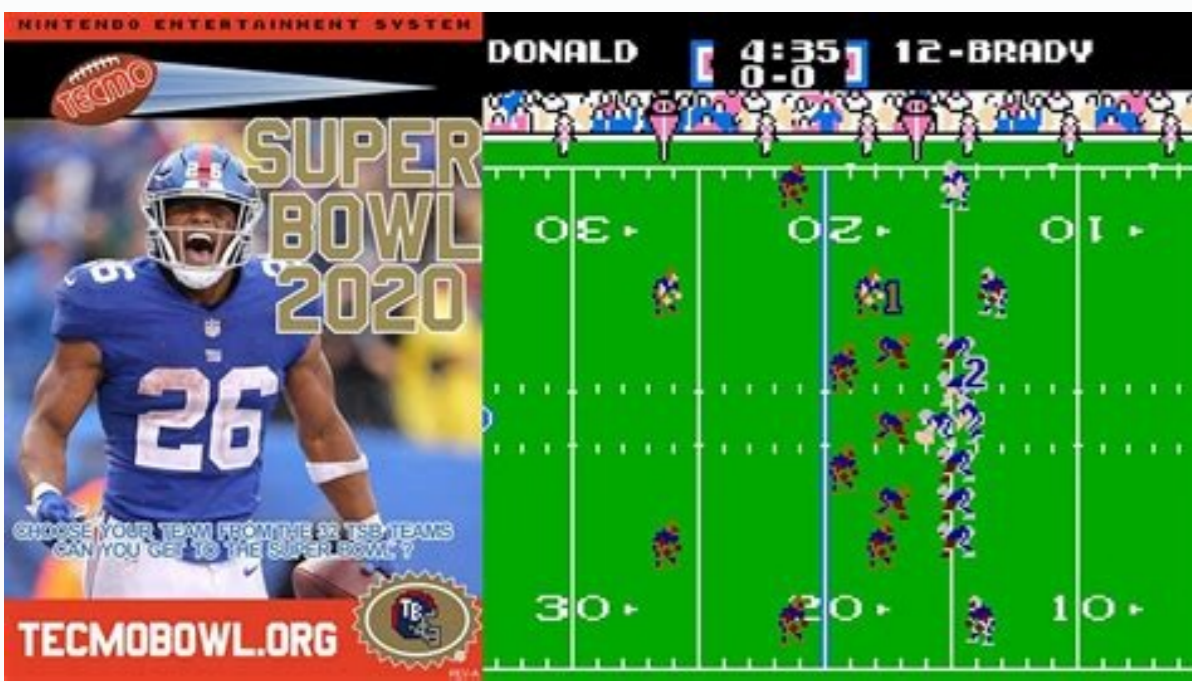 NINTENDO ENTERTAINMENT SYSTEM
TECMO
SUPER
BOWL
2020
26
26
CHOOSE YOUR TEAM FROM THE 32 TSB TEAMS
CAN YOU GET TO THE SUPER BOWL ?
TECMOBOWL.ORG
TB
REV-A
DONALD 4:35 12-BRADY
0-0
30 20 10
1
2
30 20 10